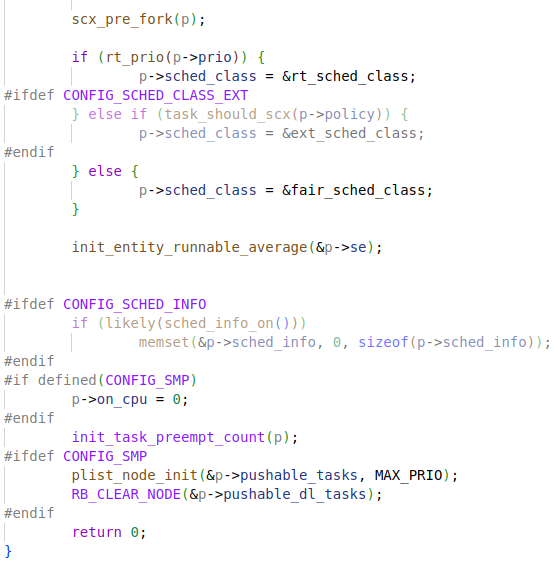 scx_pre_fork(p);
if (rt_prio(p->prio)) {
p->sched_class = &rt_sched_class;
#ifdef CONFIG_SCHED_CLASS_EXT
} else if (task_should_scx(p->policy)) {
p->sched_class = &ext_sched_class;
#endif
} else {
p->sched_class = &fair_sched_class;
}
init_entity_runnable_average(&p->se);
#ifdef CONFIG_SCHED_INFO
if (likely(sched_info_on()))
memset(&p->sched_info, 0, sizeof(p->sched_info));
#endif
#if defined(CONFIG_SMP)
p->on_cpu = 0;
#endif
init_task_preempt_count(p);
#ifdef CONFIG_SMP
plist_node_init(&p->pushable_tasks, MAX_PRIO);
RB_CLEAR_NODE(&p->pushable_dl_tasks);
#endif
return 0;
}